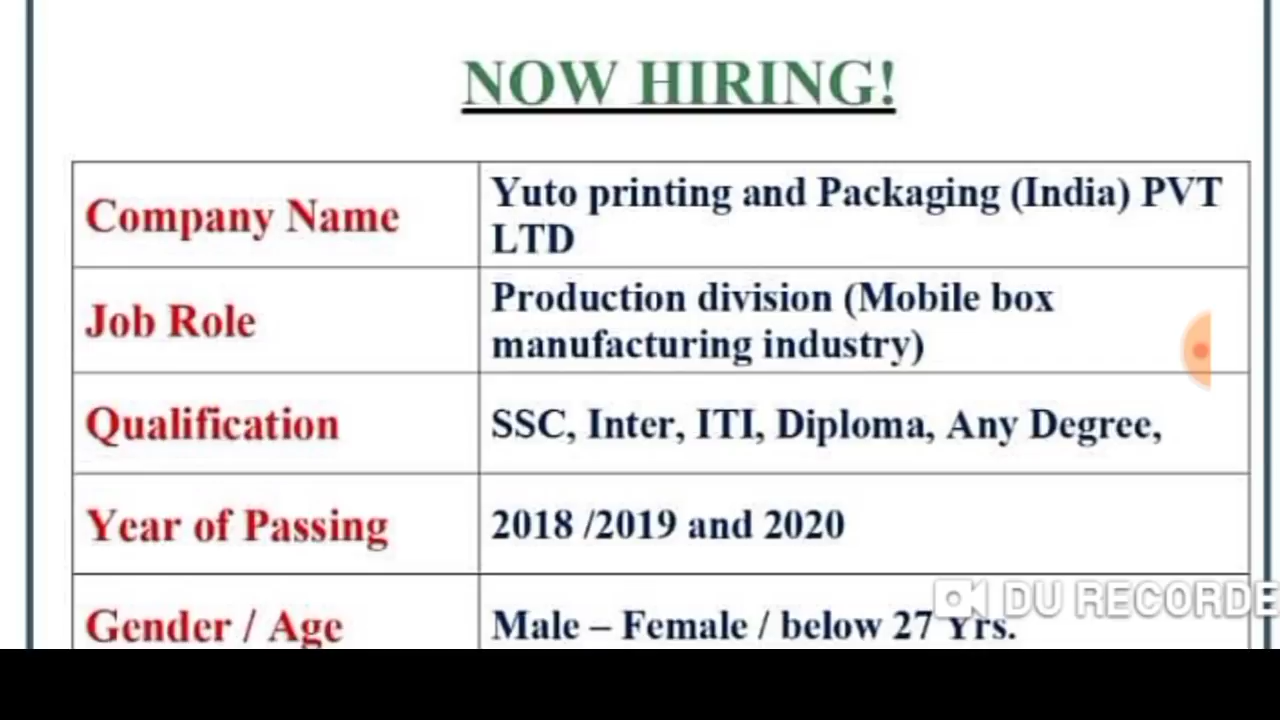 NOW HIRING!
Company Name
Yuto printing and Packaging (India) PVT
LTD
Job Role
Production division (Mobile box
manufacturing industry)
Qualification
SSC, Inter, ITI, Diploma, Any Degree,
Year of Passing
2018 /2019 and 2020
Gender / Age
Male – Female / below 27 Yrs.
DU RECORDE